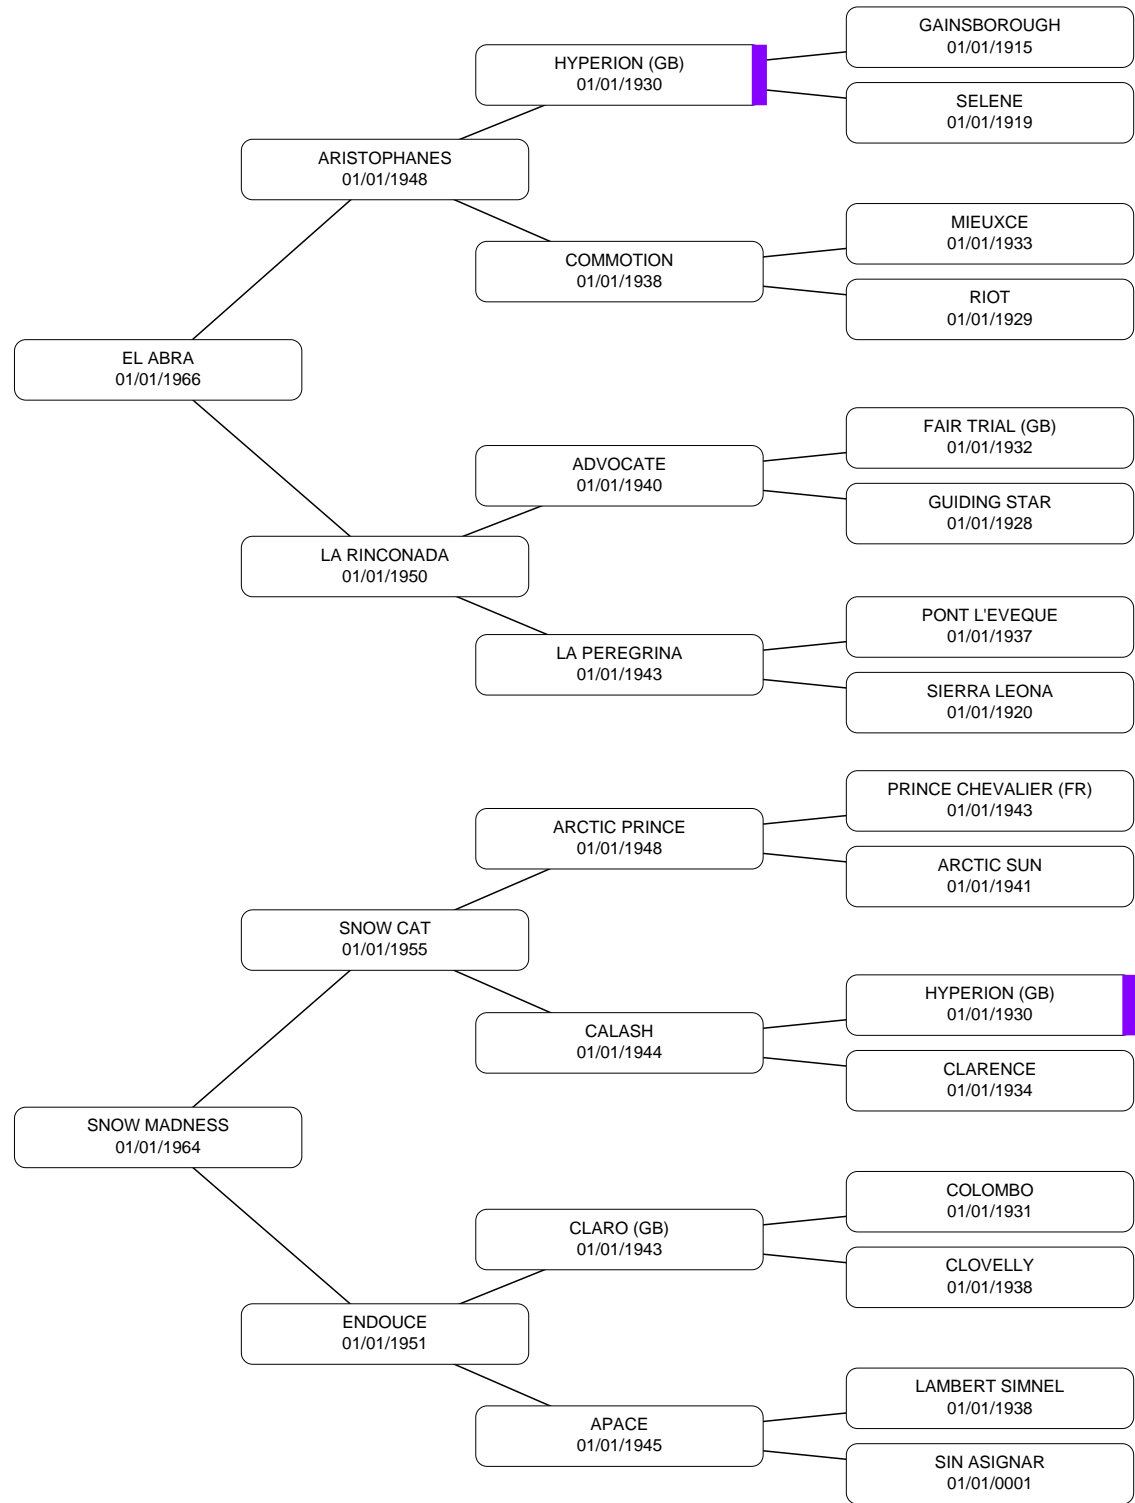 GAINSBOROUGH
01/01/1915
HYPERION (GB)
01/01/1930
SELENE
01/01/1919
ARISTOPHANES
01/01/1948
MIEUXCE
01/01/1933
COMMOTION
01/01/1938
RIOT
01/01/1929
EL ABRA
01/01/1966
FAIR TRIAL (GB)
01/01/1932
ADVOCATE
01/01/1940
GUIDING STAR
01/01/1928
LA RINCONADA
01/01/1950
PONT L'EVEQUE
01/01/1937
LA PEREGRINA
01/01/1943
SIERRA LEONA
01/01/1920
PRINCE CHEVALIER (FR)
01/01/1943
ARCTIC PRINCE
01/01/1948
ARCTIC SUN
01/01/1941
SNOW CAT
01/01/1955
HYPERION (GB)
01/01/1930
CALASH
01/01/1944
CLARENCE
01/01/1934
SNOW MADNESS
01/01/1964
COLOMBO
01/01/1931
CLARO (GB)
01/01/1943
CLOVELLY
01/01/1938
ENDOUCE
01/01/1951
LAMBERT SIMNEL
01/01/1938
APACE
01/01/1945
SIN ASIGNAR
01/01/0001